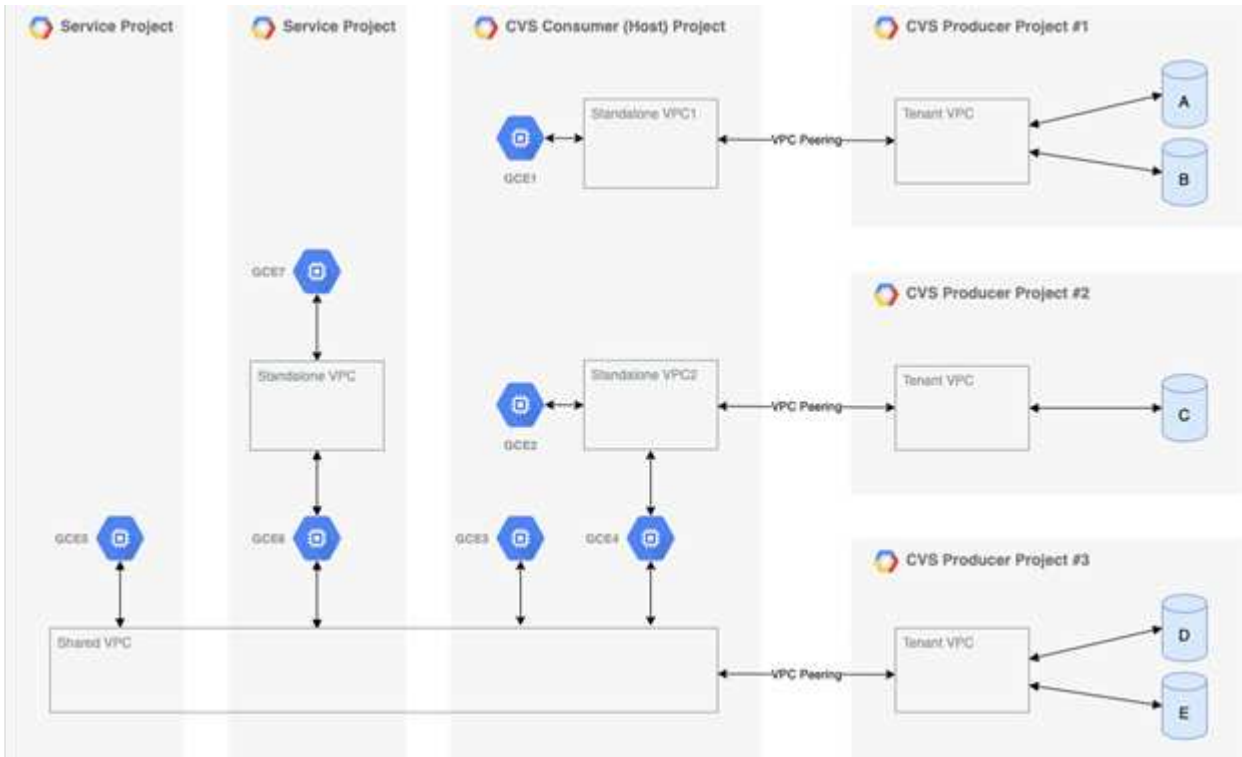 Service Project
Service Project
CVS Consumer (Host) Project
CVS Producer Project #1
Standalone VPC1
Tenant VPC
A
VPC Peering
GCE1
B
GCE7
CVS Producer Project #2
Standalone VPC
Standalone VPC2
Tenant VPC
VPC Peering
C
GCE2
GCE5
GCE6
GCE3
GCE4
CVS Producer Project #3
Shared VPC
Tenant VPC
D
VPC Peering
E